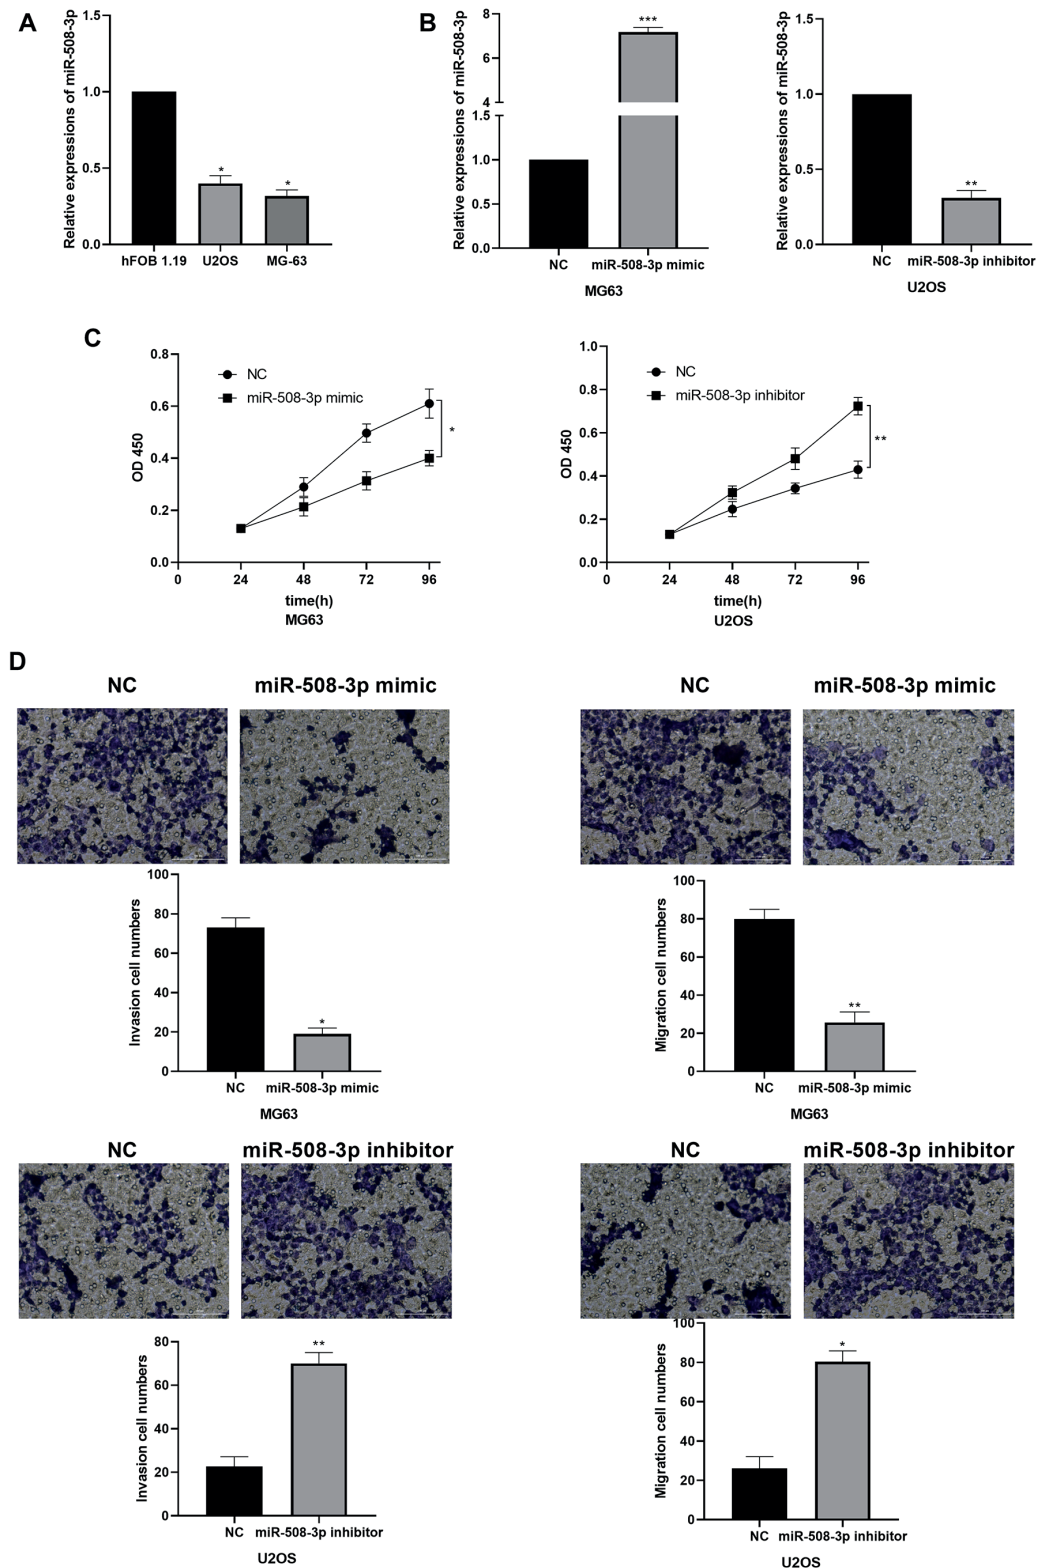 A
Relative expressions of miR-508-3p
1.5
1.0
0.5
0.0
*
*
hFOB 1.19 U2OS MG-63
B
Relative expressions of miR-508-3p
8
6
4
1.5
1.0
0.5
0.0
***
NC miR-508-3p mimic
MG63
Relative expressions of miR-508-3p
1.5
1.0
0.5
0.0
**
NC miR-508-3p inhibitor
U2OS
C
OD 450
0.8
0.6
0.4
0.2
0.0
NC
miR-508-3p mimic
*
0 24 48 72 96
time(h)
MG63
OD 450
1.0
0.8
0.6
0.4
0.2
0.0
NC
miR-508-3p inhibitor
**
0 24 48 72 96
time(h)
U2OS
D
NC miR-508-3p mimic
NC miR-508-3p mimic
Invasion cell numbers
100
80
60
40
20
0
*
NC miR-508-3p mimic
MG63
Migration cell numbers
100
80
60
40
20
0
**
NC miR-508-3p mimic
MG63
NC miR-508-3p inhibitor
NC miR-508-3p inhibitor
Invasion cell numbers
80
60
40
20
0
**
NC miR-508-3p inhibitor
U2OS
Migration cell numbers
100
80
60
40
20
0
*
NC miR-508-3p inhibitor
U2OS